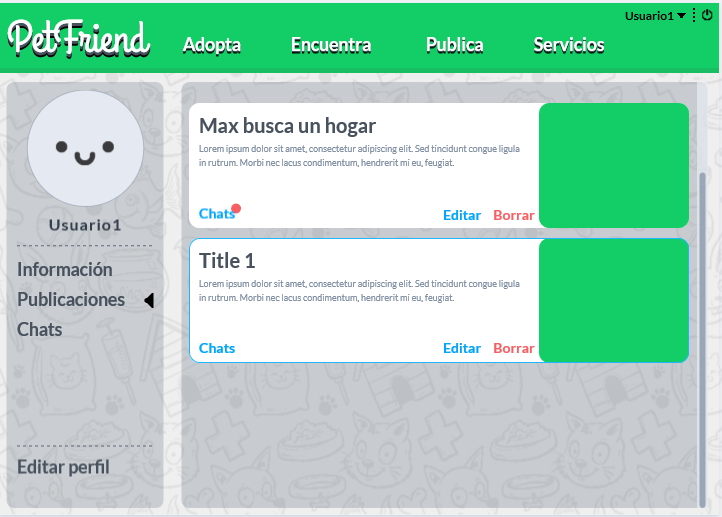 Usuario1
PetFriend
Adopta
Encuentra
Publica
Servicios
Usuario1
Información
Publicaciones
Chats
Editar perfil
Max busca un hogar
Lorem ipsum dolor sit amet, consectetur adipiscing elit. Sed tincidunt congue ligula
in rutrum. Morbi nec lacus condimentum, hendrerit mi eu, feugiat.
Chats
Editar
Borrar
Title 1
Lorem ipsum dolor sit amet, consectetur adipiscing elit. Sed tincidunt congue ligula
in rutrum. Morbi nec lacus condimentum, hendrerit mi eu, feugiat.
Chats
Editar
Borrar